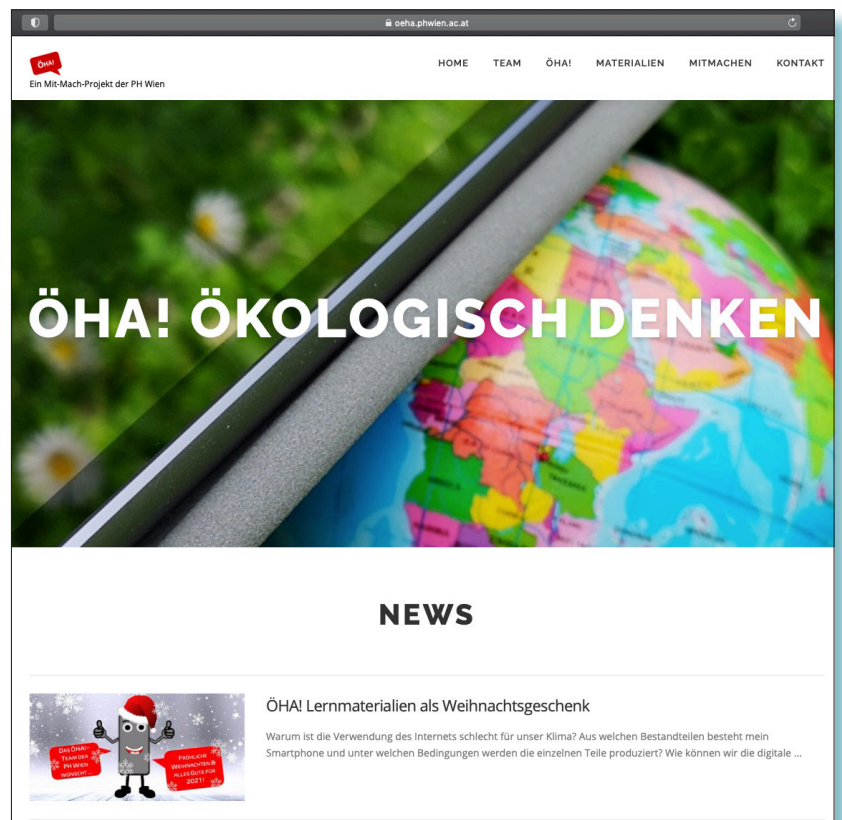 oeha.phwien.ac.at
ÖHA!
Ein Mit-Mach-Projekt der PH Wien
HOME TEAM ÖHA! MATERIALIEN MITMACHEN KONTAKT
ÖHA! ÖKOLOGISCH DENKEN
NEWS
DAS ÖHA!-
TEAM DER
PH WIEN
WÜNSCHT ...
FRÖHLICHE
WEIHNACHTEN &
ALLES GUTE FÜR
2021!
ÖHA! Lernmaterialien als Weihnachtsgeschenk
Warum ist die Verwendung des Internets schlecht für unser Klima? Aus welchen Bestandteilen besteht mein
Smartphone und unter welchen Bedingungen werden die einzelnen Teile produziert? Wie können wir die digitale ...